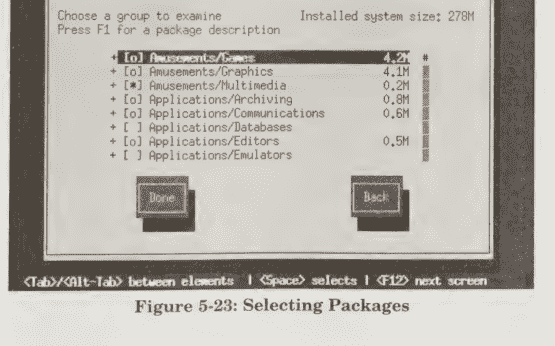 Choose a group to examine Installed system size: 278M
Press F1 for a package description
+ [o] Amusements/Games 4.2M #
+ [o] Amusements/Graphics 4.1M
+ [*] Amusements/Multimedia 0.2M
+ [o] Applications/Archiving 0.8M
+ [o] Applications/Communications 0.6M
+ [ ] Applications/Databases
+ [o] Applications/Editors 0.5M
+ [ ] Applications/Emulators
Done Back
<Tab>/<Alt-Tab> between elements | <Space> selects | <F12> next screen
Figure 5-23: Selecting Packages